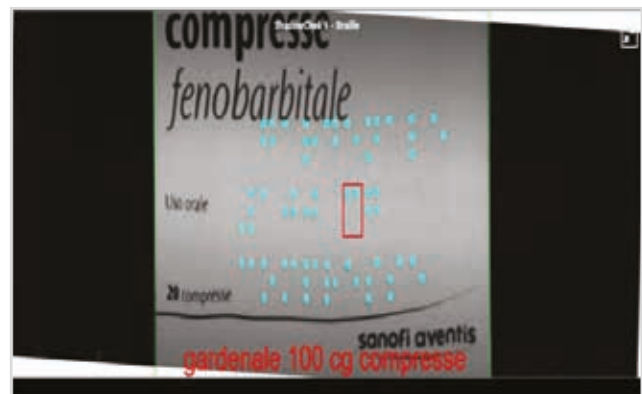 compresse
fenobarbitale
Uso orale
20 compresse
sanofi aventis
gardenale 100 cg compresse